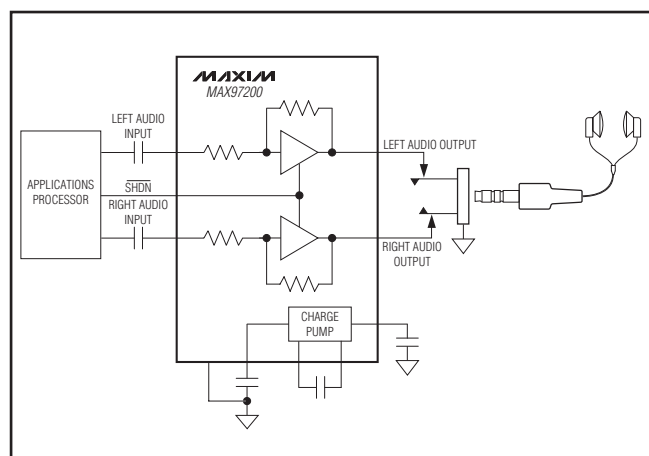 MAXIM
MAX97200
LEFT AUDIO
INPUT
LEFT AUDIO OUTPUT
APPLICATIONS
PROCESSOR
SHDN
RIGHT AUDIO
INPUT
RIGHT AUDIO
OUTPUT
CHARGE
PUMP